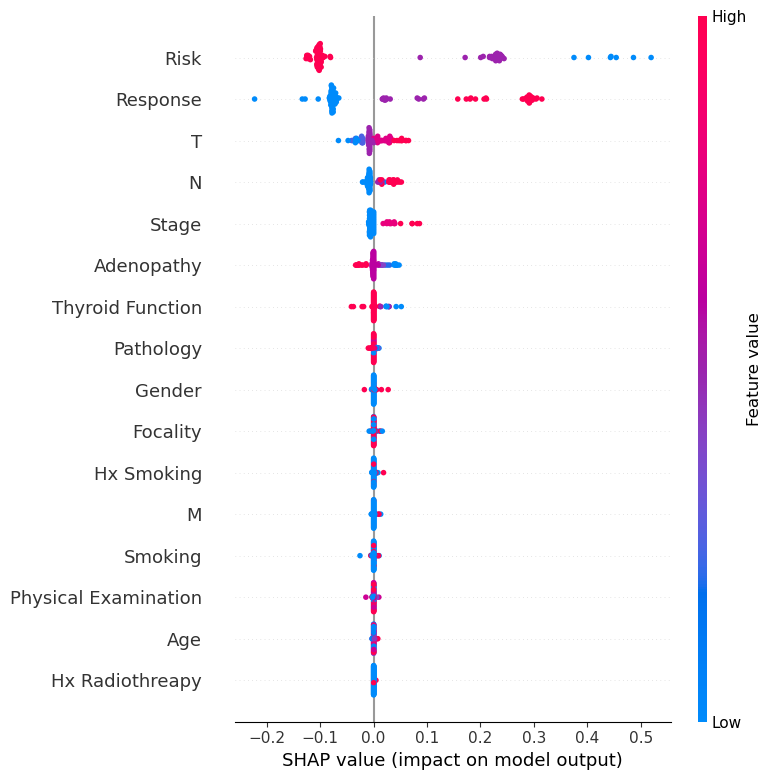 High
Risk
Response
T
N
Stage
Adenopathy
Thyroid Function
Pathology
Gender
Focality
Hx Smoking
M
Smoking
Physical Examination
Age
Hx Radiothreapy
Feature value
Low
−0.2 −0.1 0.0 0.1 0.2 0.3 0.4 0.5
SHAP value (impact on model output)